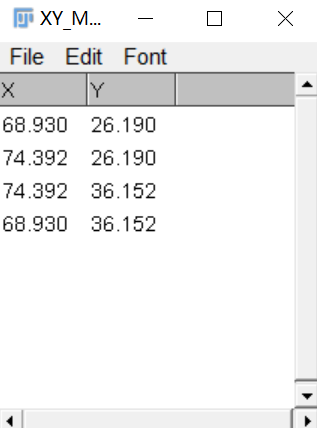 XY_M...
File Edit Font
X Y
68.930 26.190
74.392 26.190
74.392 36.152
68.930 36.152